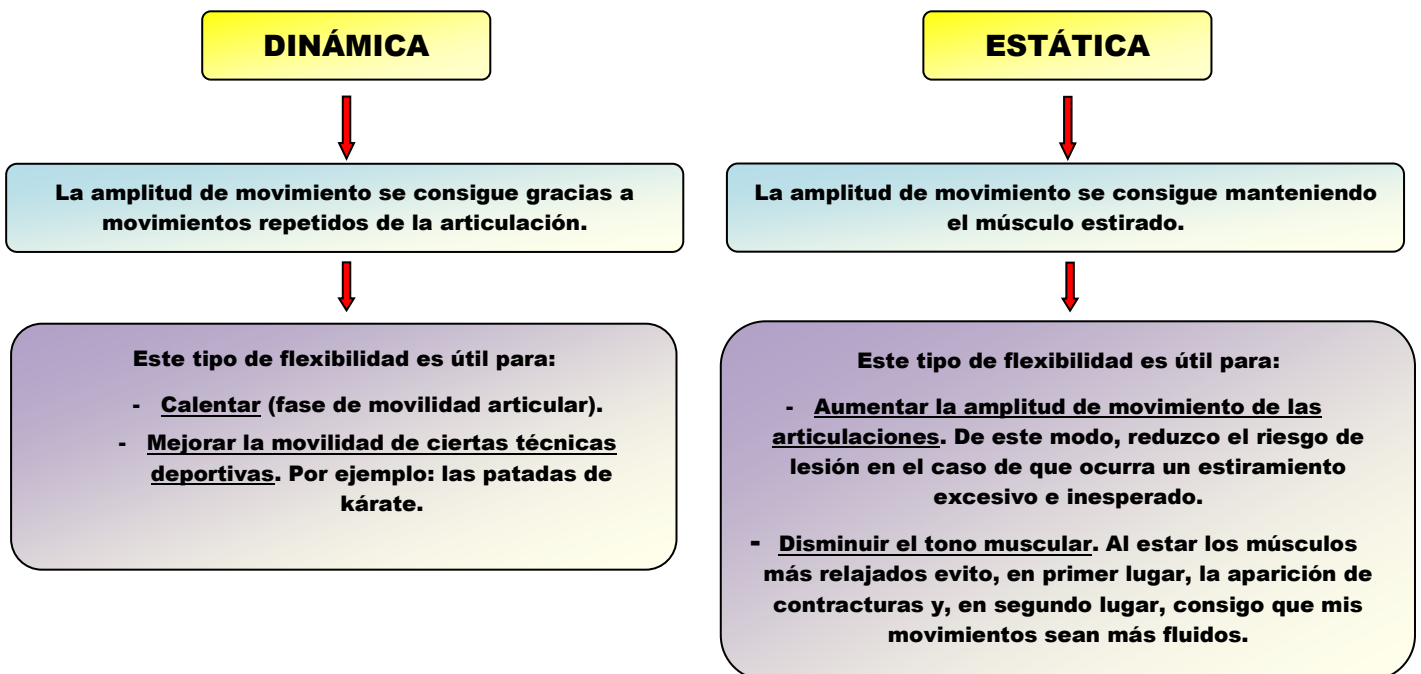 DINÁMICA
La amplitud de movimiento se consigue gracias a
movimientos repetidos de la articulación.
Este tipo de flexibilidad es útil para:
- Calentar (fase de movilidad articular).
- Mejorar la movilidad de ciertas técnicas
deportivas. Por ejemplo: las patadas de
kárate.
ESTÁTICA
La amplitud de movimiento se consigue manteniendo
el músculo estirado.
Este tipo de flexibilidad es útil para:
- Aumentar la amplitud de movimiento de las
articulaciones. De este modo, reduzco el riesgo de
lesión en el caso de que ocurra un estiramiento
excesivo e inesperado.
- Disminuir el tono muscular. Al estar los músculos
más relajados evito, en primer lugar, la aparición de
contracturas y, en segundo lugar, consigo que mis
movimientos sean más fluidos.